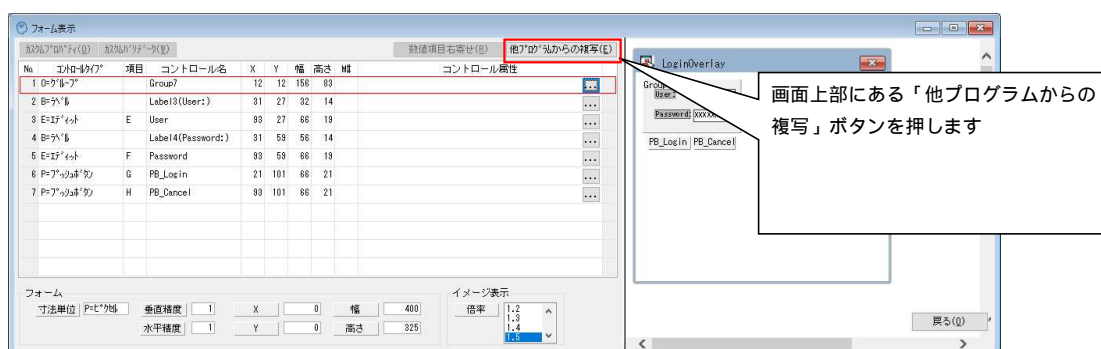 フォーム表示
カスタムプロパティ(Q) カスタムバリデータ(V) 数値項目右寄せ(R) 他プログラムからの複写(E)
No. コントロールタイプ 項目 コントロール名 X Y 幅 高さ 補 コントロール属性
1 0=グループ Group7 12 12 156 83 ...
2 B=ラベル Label3(User:) 31 27 32 14 ...
3 E=エディット E User 93 27 66 19 ...
4 B=ラベル Label4(Password:) 31 59 56 14 ...
5 E=エディット F Password 93 59 66 19 ...
6 P=プッシュボタン G PB_Login 21 101 66 21 ...
7 P=プッシュボタン H PB_Cancel 93 101 66 21 ...
フォーム
寸法単位 P=ピクセル 垂直精度 1 X 0 幅 400
水平精度 1 Y 0 高さ 325
イメージ表示
倍率 1.2
1.3
1.4
1.5
LoginOverlay
Group
User:
Password:
PB_Login PB_Cancel
画面上部にある「他プログラムからの
複写」ボタンを押します
戻る(Q)